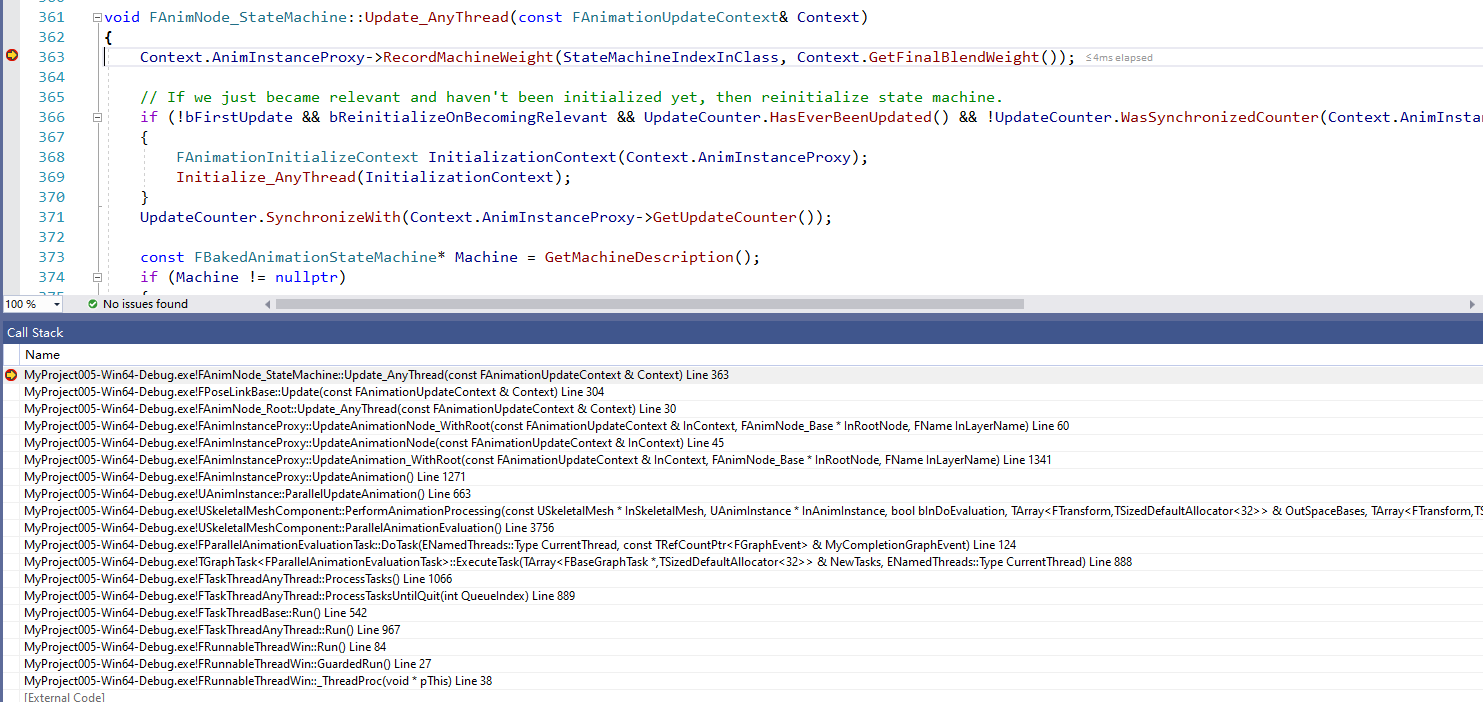 361 void FAnimNode_StateMachine::Update_AnyThread(const FAnimationUpdateContext& Context)
362 {
363 Context.AnimInstanceProxy->RecordMachineWeight(StateMachineIndexInClass, Context.GetFinalBlendWeight()); ≤4ms elapsed
364
365 // If we just became relevant and haven't been initialized yet, then reinitialize state machine.
366 if (!bFirstUpdate && bReinitializeOnBecomingRelevant && UpdateCounter.HasEverBeenUpdated() && !UpdateCounter.WasSynchronizedCounter(Context.AnimInsta
367 {
368 FAnimationInitializeContext InitializationContext(Context.AnimInstanceProxy);
369 Initialize_AnyThread(InitializationContext);
370 }
371 UpdateCounter.SynchronizeWith(Context.AnimInstanceProxy->GetUpdateCounter());
372
373 const FBakedAnimationStateMachine* Machine = GetMachineDescription();
374 if (Machine != nullptr)
100 % No issues found
Call Stack
Name
MyProject005-Win64-Debug.exe!FAnimNode_StateMachine::Update_AnyThread(const FAnimationUpdateContext & Context) Line 363
MyProject005-Win64-Debug.exe!FPoseLinkBase::Update(const FAnimationUpdateContext & Context) Line 304
MyProject005-Win64-Debug.exe!FAnimNode_Root::Update_AnyThread(const FAnimationUpdateContext & Context) Line 30
MyProject005-Win64-Debug.exe!FAnimInstanceProxy::UpdateAnimationNode_WithRoot(const FAnimationUpdateContext & InContext, FAnimNode_Base * InRootNode, FName InLayerName) Line 60
MyProject005-Win64-Debug.exe!FAnimInstanceProxy::UpdateAnimationNode(const FAnimationUpdateContext & InContext) Line 45
MyProject005-Win64-Debug.exe!FAnimInstanceProxy::UpdateAnimation_WithRoot(const FAnimationUpdateContext & InContext, FAnimNode_Base * InRootNode, FName InLayerName) Line 1341
MyProject005-Win64-Debug.exe!FAnimInstanceProxy::UpdateAnimation() Line 1271
MyProject005-Win64-Debug.exe!UAnimInstance::ParallelUpdateAnimation() Line 663
MyProject005-Win64-Debug.exe!USkeletalMeshComponent::PerformAnimationProcessing(const USkeletalMesh * InSkeletalMesh, UAnimInstance * InAnimInstance, bool bInDoEvaluation, TArray<FTransform,TSizedDefaultAllocator<32>> & OutSpaceBases, TArray<FTransform,TS
MyProject005-Win64-Debug.exe!USkeletalMeshComponent::ParallelAnimationEvaluation() Line 3756
MyProject005-Win64-Debug.exe!FParallelAnimationEvaluationTask::DoTask(ENamedThreads::Type CurrentThread, const TRefCountPtr<FGraphEvent> & MyCompletionGraphEvent) Line 124
MyProject005-Win64-Debug.exe!TGraphTask<FParallelAnimationEvaluationTask>::ExecuteTask(TArray<FBaseGraphTask *,TSizedDefaultAllocator<32>> & NewTasks, ENamedThreads::Type CurrentThread) Line 888
MyProject005-Win64-Debug.exe!FTaskThreadAnyThread::ProcessTasks() Line 1066
MyProject005-Win64-Debug.exe!FTaskThreadAnyThread::ProcessTasksUntilQuit(int QueueIndex) Line 889
MyProject005-Win64-Debug.exe!FTaskThreadBase::Run() Line 542
MyProject005-Win64-Debug.exe!FTaskThreadAnyThread::Run() Line 967
MyProject005-Win64-Debug.exe!FRunnableThreadWin::Run() Line 84
MyProject005-Win64-Debug.exe!FRunnableThreadWin::GuardedRun() Line 27
MyProject005-Win64-Debug.exe!FRunnableThreadWin::_ThreadProc(void * pThis) Line 38
[External Code]